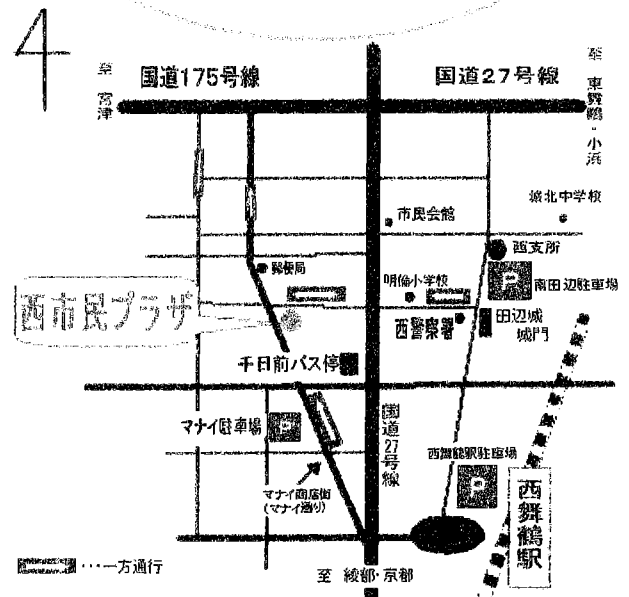 至 宮津
国道175号線
国道27号線
至 東舞鶴・小浜
城北中学校
市民会館
西支所
郵便局
明倫小学校
P
南田辺駐車場
西市民プラザ
西警察署
田辺城
城門
千日前バス停
マナイ駐車場
P
国道27号線
西舞鶴駅駐車場
P
マナイ商店街
(マナイ通り)
西舞鶴駅
…一方通行
至 綾部・京都